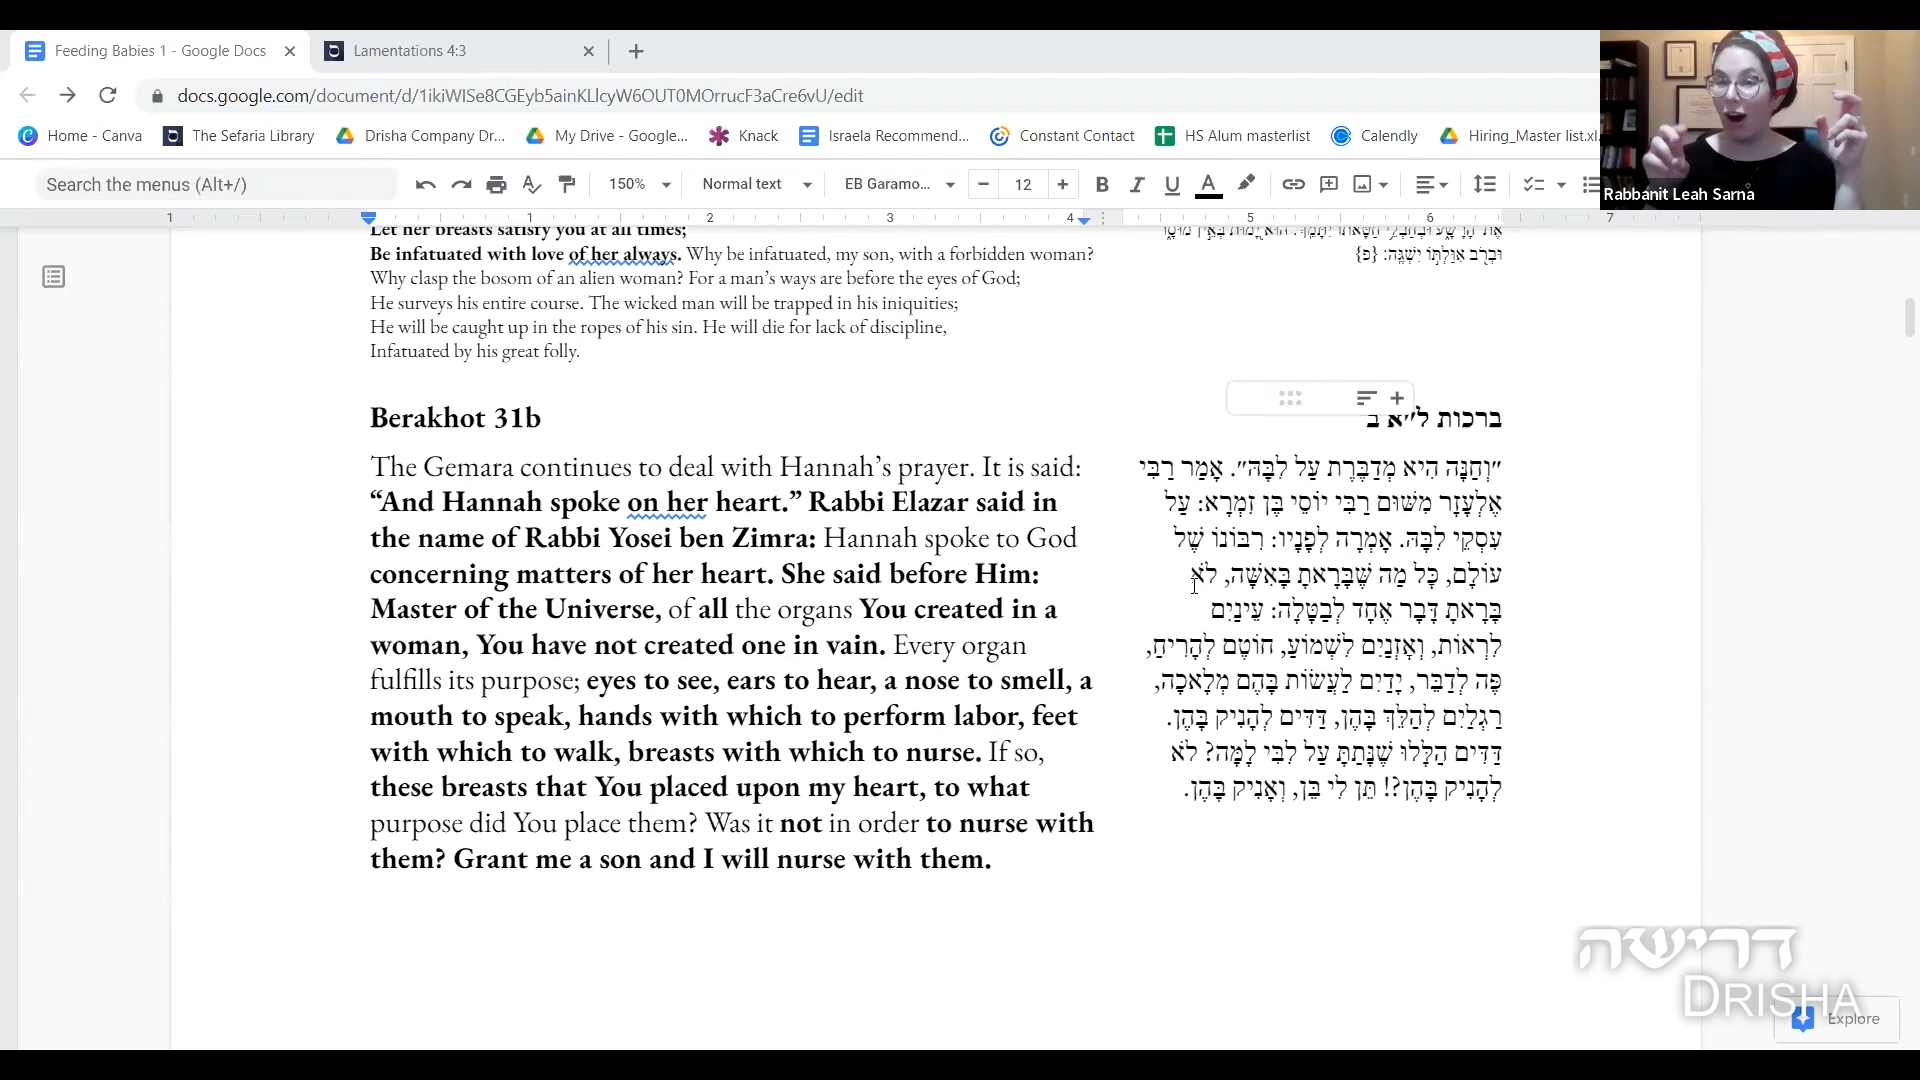 Feeding Babies 1 - Google Docs
Lamentations 4:3
docs.google.com/document/d/1ikiWISe8CGEyb5ainKLlcyW6OUT0MOrrucF3aCre6vU/edit
Home - Canva
The Sefaria Library
Drisha Company Dr...
My Drive - Google...
Knack
Israela Recommend...
Constant Contact
HS Alum masterlist
Calendly
Hiring_Master list.xl
Search the menus (Alt+/)
150%
Normal text
EB Garamo...
12
Rabbanit Leah Sarna
1 1 2 3 4 5 6 7
Let her breasts satisfy you at all times;
Be infatuated with love of her always. Why be infatuated, my son, with a forbidden woman?
Why clasp the bosom of an alien woman? For a man's ways are before the eyes of God;
He surveys his entire course. The wicked man will be trapped in his iniquities;
He will be caught up in the ropes of his sin. He will die for lack of discipline,
Infatuated by his great folly.
וּבְרֹ֖ב אִוַּלְתּ֣וֹ יִשְׁגֶּֽה׃ {פ}
Berakhot 31b
The Gemara continues to deal with Hannah's prayer. It is said:
“And Hannah spoke on her heart.” Rabbi Elazar said in
the name of Rabbi Yosei ben Zimra: Hannah spoke to God
concerning matters of her heart. She said before Him:
Master of the Universe, of all the organs You created in a
woman, You have not created one in vain. Every organ
fulfills its purpose; eyes to see, ears to hear, a nose to smell, a
mouth to speak, hands with which to perform labor, feet
with which to walk, breasts with which to nurse. If so,
these breasts that You placed upon my heart, to what
purpose did You place them? Was it not in order to nurse with
them? Grant me a son and I will nurse with them.
ברכות ל״א ב
״וְחַנָּה הִיא מְדַבֶּרֶת עַל לִבָּהּ״. אָמַר רַבִּי
אֶלְעָזָר מִשּׁוּם רַבִּי יוֹסֵי בֶּן זִמְרָא: עַל
עִסְקֵי לִבָּהּ. אָמְרָה לְפָנָיו: רִבּוֹנוֹ שֶׁל
עוֹלָם, כָּל מַה שֶּׁבָּרָאתָ בָּאִשָּׁה, לֹא
בָּרָאתָ דָּבָר אֶחָד לְבַטָּלָה: עֵינַיִם
לִרְאוֹת, וְאׇזְנַיִם לִשְׁמוֹעַ, חוֹטֶם לְהָרִיחַ,
פֶּה לְדַבֵּר, יָדַיִם לַעֲשׂוֹת בָּהֶם מְלָאכָה,
רַגְלַיִם לְהַלֵּךְ בָּהֶן, דַּדִּים לְהָנִיק בָּהֶן.
דַּדִּים הַלָּלוּ שֶׁנָּתַתָּ עַל לִבִּי לָמָּה? לֹא
לְהָנִיק בָּהֶן?! תֵּן לִי בֵּן, וְאָנִיק בָּהֶן.
דרישה
DRISHA
Explore